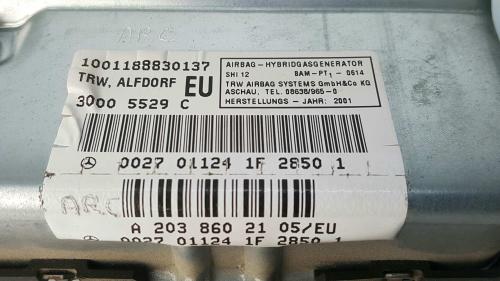 ARC
1001188830137
TRW, ALFDORF EU
3000 5529 C
AIRBAG - HYBRIDGASGENERATOR
SHI 12 BAM-PT1 - 0614
TRW AIRBAG SYSTEMS GmbH&Co KG
ASCHAU, TEL. 08638/965-0
HERSTELLUNGS - JAHR: 2001
0027 01124 1F 2850 1
ARC
A 203 860 21 05/EU
0027 01124 1F 2850 1